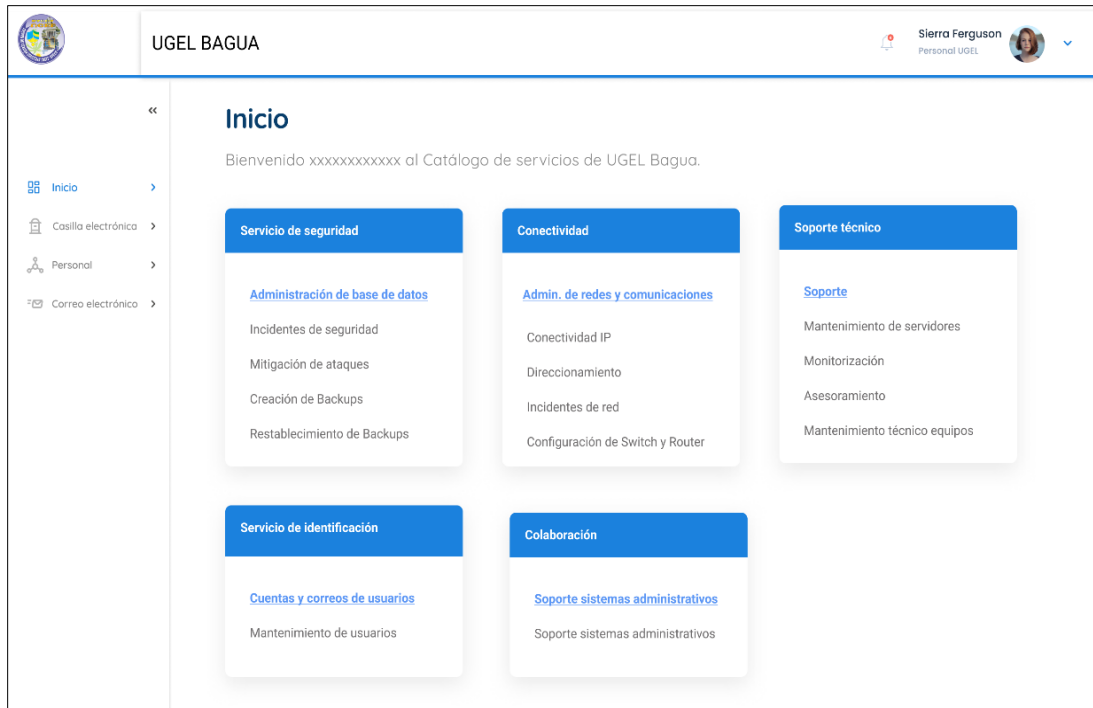 UGEL BAGUA
Sierra Ferguson
Personal UGEL
Inicio
Casilla electrónica
Personal
Correo electrónico
Inicio
Bienvenido xxxxxxxxxxxx al Catálogo de servicios de UGEL Bagua.
Servicio de seguridad
Administración de base de datos
Incidentes de seguridad
Mitigación de ataques
Creación de Backups
Restablecimiento de Backups
Conectividad
Admin. de redes y comunicaciones
Conectividad IP
Direccionamiento
Incidentes de red
Configuración de Switch y Router
Soporte técnico
Soporte
Mantenimiento de servidores
Monitorización
Asesoramiento
Mantenimiento técnico equipos
Servicio de identificación
Cuentas y correos de usuarios
Mantenimiento de usuarios
Colaboración
Soporte sistemas administrativos
Soporte sistemas administrativos